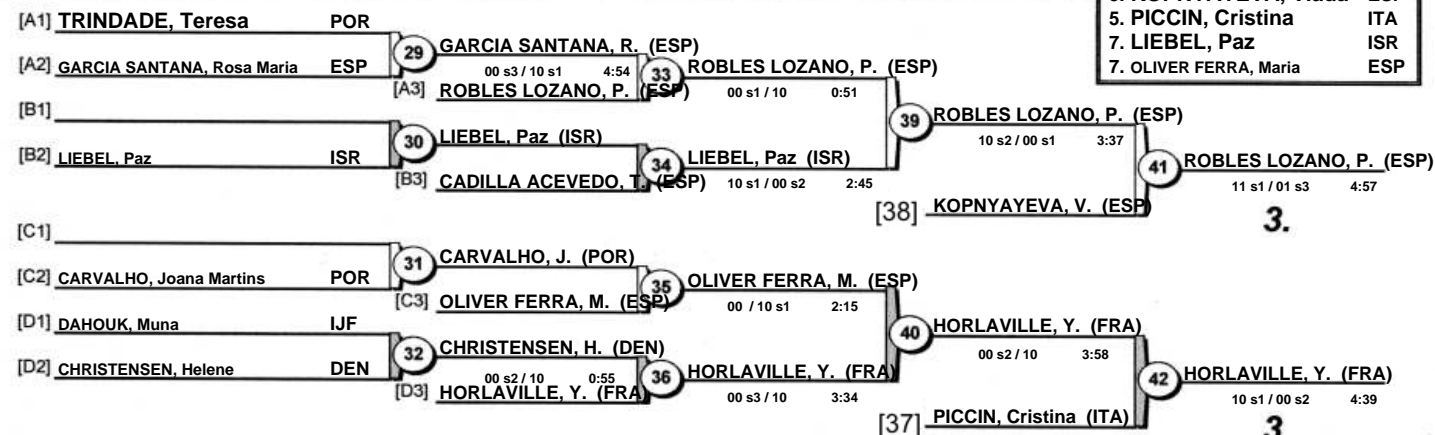 5. PICCIN, Cristina ITA
7. LIEBEL, Paz ISR
7. OLIVER FERRA, Maria ESP
[A1] TRINDADE, Teresa POR
[A2] GARCIA SANTANA, Rosa Maria ESP
29 GARCIA SANTANA, R. (ESP)
00 s3 / 10 s1 4:54
[A3] ROBLES LOZANO, P. (ESP)
33 ROBLES LOZANO, P. (ESP)
00 s1 / 10 0:51
[B1]
[B2] LIEBEL, Paz ISR
30 LIEBEL, Paz (ISR)
[B3] CADILLA ACEVEDO, T. (ESP)
34 LIEBEL, Paz (ISR)
10 s1 / 00 s2 2:45
39 ROBLES LOZANO, P. (ESP)
10 s2 / 00 s1 3:37
[38] KOPNYAYEVA, V. (ESP)
41 ROBLES LOZANO, P. (ESP)
11 s1 / 01 s3 4:57
3.
[C1]
[C2] CARVALHO, Joana Martins POR
31 CARVALHO, J. (POR)
[C3] OLIVER FERRA, M. (ESP)
35 OLIVER FERRA, M. (ESP)
00 / 10 s1 2:15
[D1] DAHOUK, Muna IJF
[D2] CHRISTENSEN, Helene DEN
32 CHRISTENSEN, H. (DEN)
00 s2 / 10 0:55
[D3] HORLAVILLE, Y. (FRA)
36 HORLAVILLE, Y. (FRA)
00 s3 / 10 3:34
40 HORLAVILLE, Y. (FRA)
00 s2 / 10 3:58
[37] PICCIN, Cristina (ITA)
42 HORLAVILLE, Y. (FRA)
10 s1 / 00 s2 4:39
3